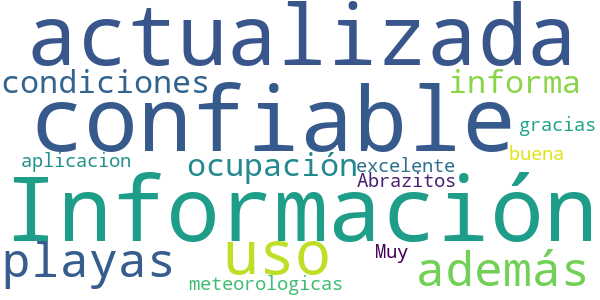 actualizada
condiciones informa
confiable
gracias
aplicacion buena
ocupación excelente
Abrazitos
Información
playas uso Muy además
meteorologicas